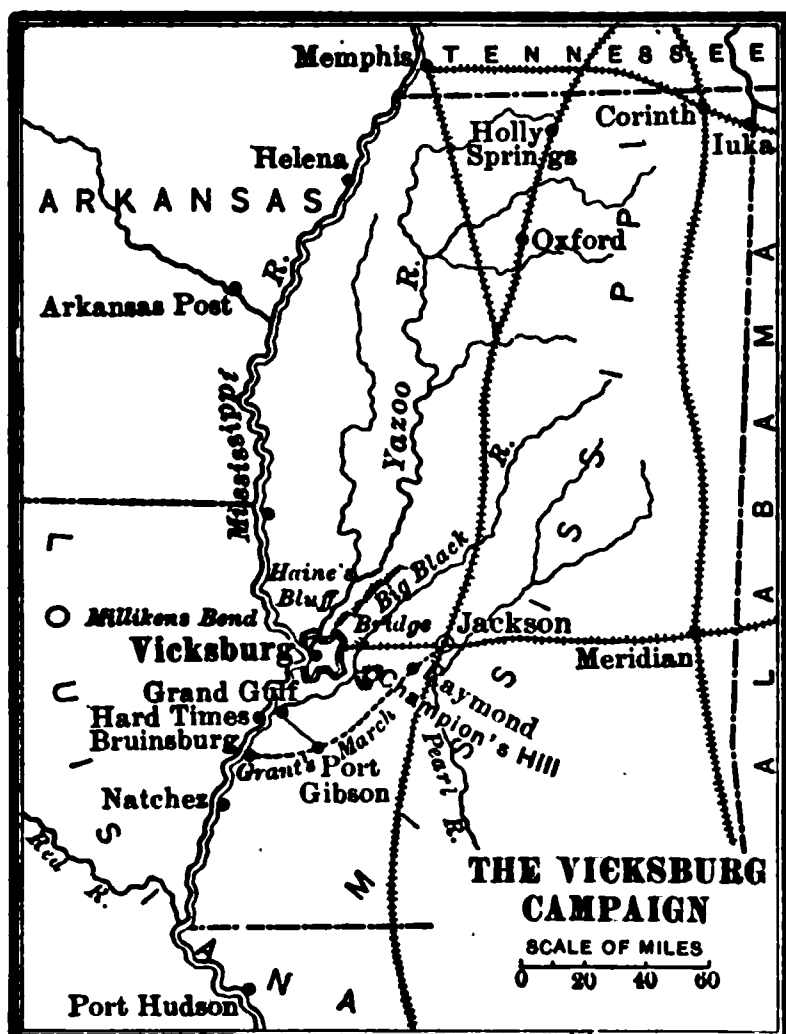 Memphis
TENNESSEE
Holly
Springs
Corinth
Iuka
Helena
ARKANSAS
Oxford
R.
R.
Arkansas Post
Mississippi
Yazoo
R.
MISSISSIPPI
ALABAMA
LOUISIANA
Haine's
Bluff
Big Black
Millikens Bend
Bridge
Jackson
Vicksburg
Meridian
Grand Gulf
Raymond
Champion's Hill
Hard Times
Bruinsburg
Grant's March
Port
Gibson
Pearl R.
Natchez
Red R.
THE VICKSBURG
CAMPAIGN
SCALE OF MILES
0 20 40 60
Port Hudson